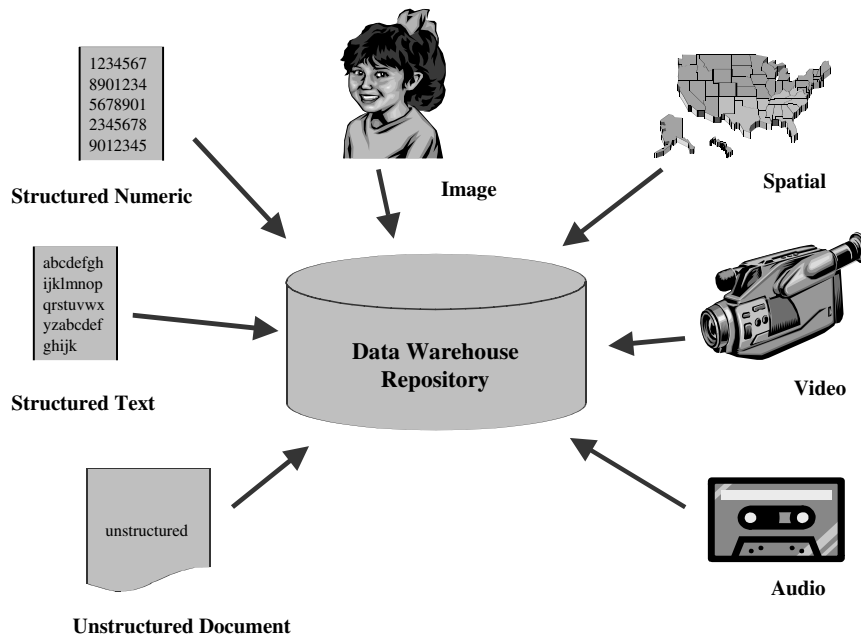 1234567
8901234
5678901
2345678
9012345
Structured Numeric
Image
Spatial
abcdefgh
ijklmnop
qrstuvwx
yzabcdef
ghijk
Structured Text
Data Warehouse
Repository
Video
unstructured
Unstructured Document
Audio